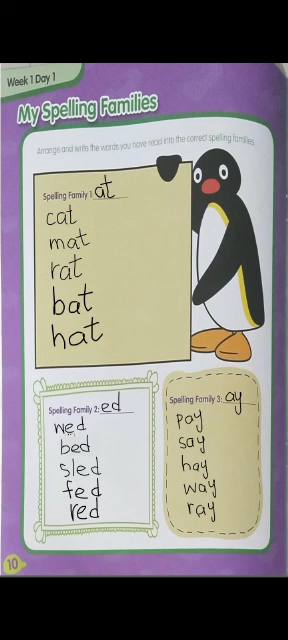 Week 1 Day 1
My Spelling Families
Arrange and write the words you have read into the correct spelling families
Spelling Family 1 at
cat
mat
rat
bat
hat
Spelling Family 2: ed
wed
bed
sled
fed
red
Spelling Family 3: ay
pay
say
hay
way
ray
10